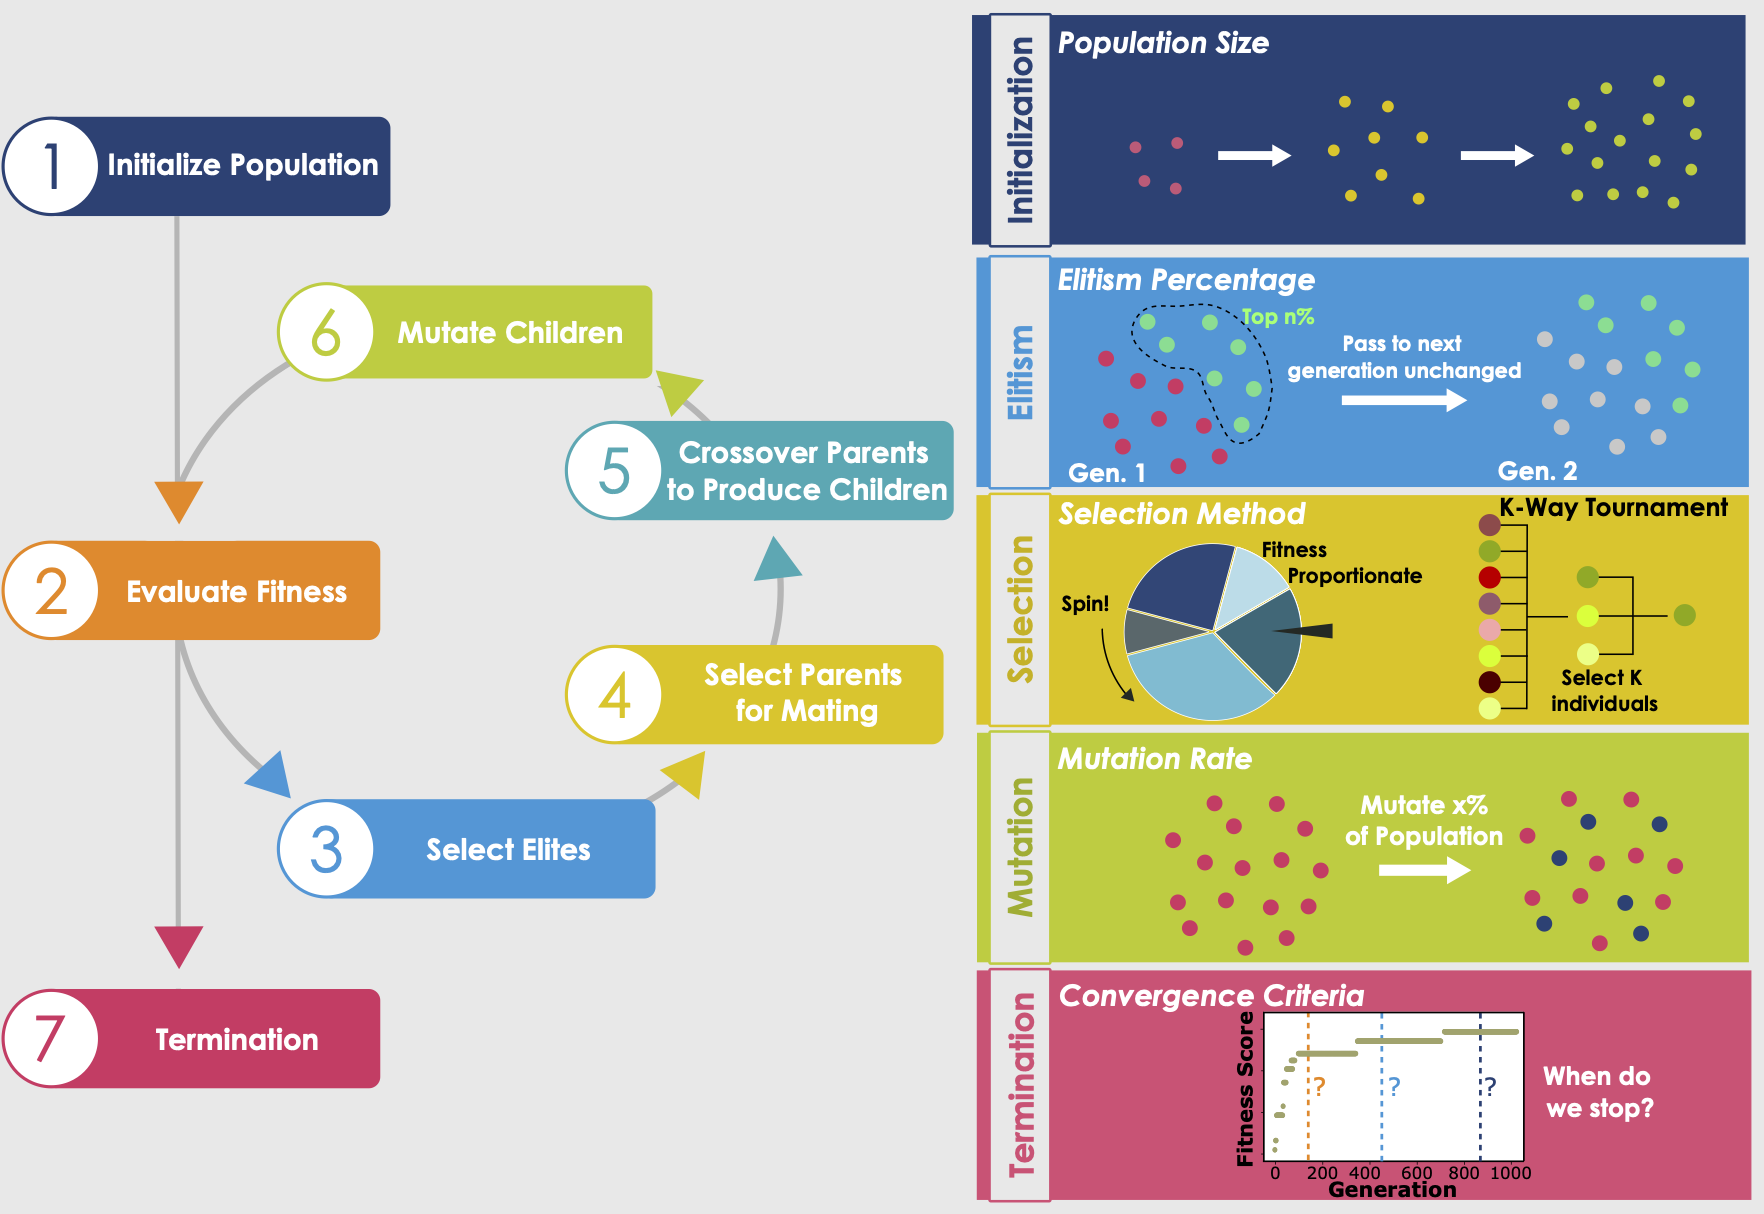 1
Initialize Population
6
Mutate Children
5
Crossover Parents
to Produce Children
2
Evaluate Fitness
4
Select Parents
for Mating
3
Select Elites
7
Termination
Initialization
Population Size
Elitism
Elitism Percentage
Top n%
Pass to next
generation unchanged
Gen. 1
Gen. 2
Selection
Selection Method
Spin!
Fitness
Proportionate
K-Way Tournament
Select K
individuals
Mutation
Mutation Rate
Mutate x%
of Population
Termination
Convergence Criteria
Fitness Score
? ? ?
0 200 400 600 800 1000
Generation
When do
we stop?